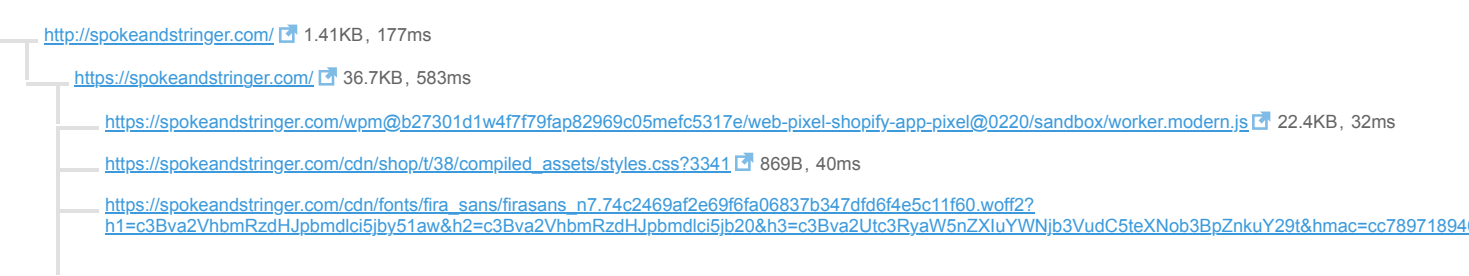 http://spokeandstringer.com/ 1.41KB, 177ms
https://spokeandstringer.com/ 36.7KB, 583ms
https://spokeandstringer.com/wpm@b27301d1w4f7f79fap82969c05mefc5317e/web-pixel-shopify-app-pixel@0220/sandbox/worker.modern.js 22.4KB, 32ms
https://spokeandstringer.com/cdn/shop/t/38/compiled_assets/styles.css?3341 869B, 40ms
https://spokeandstringer.com/cdn/fonts/fira_sans/firasans_n7.74c2469af2e69f6fa06837b347dfd6f4e5c11f60.woff2?
h1=c3Bva2VhbmRzdHJpbmdlci5jby51aw&h2=c3Bva2VhbmRzdHJpbmdlci5jb20&h3=c3Bva2Utc3RyaW5nZXIuYWNjb3VudC5teXNob3BpZnkuY29t&hmac=cc78971894